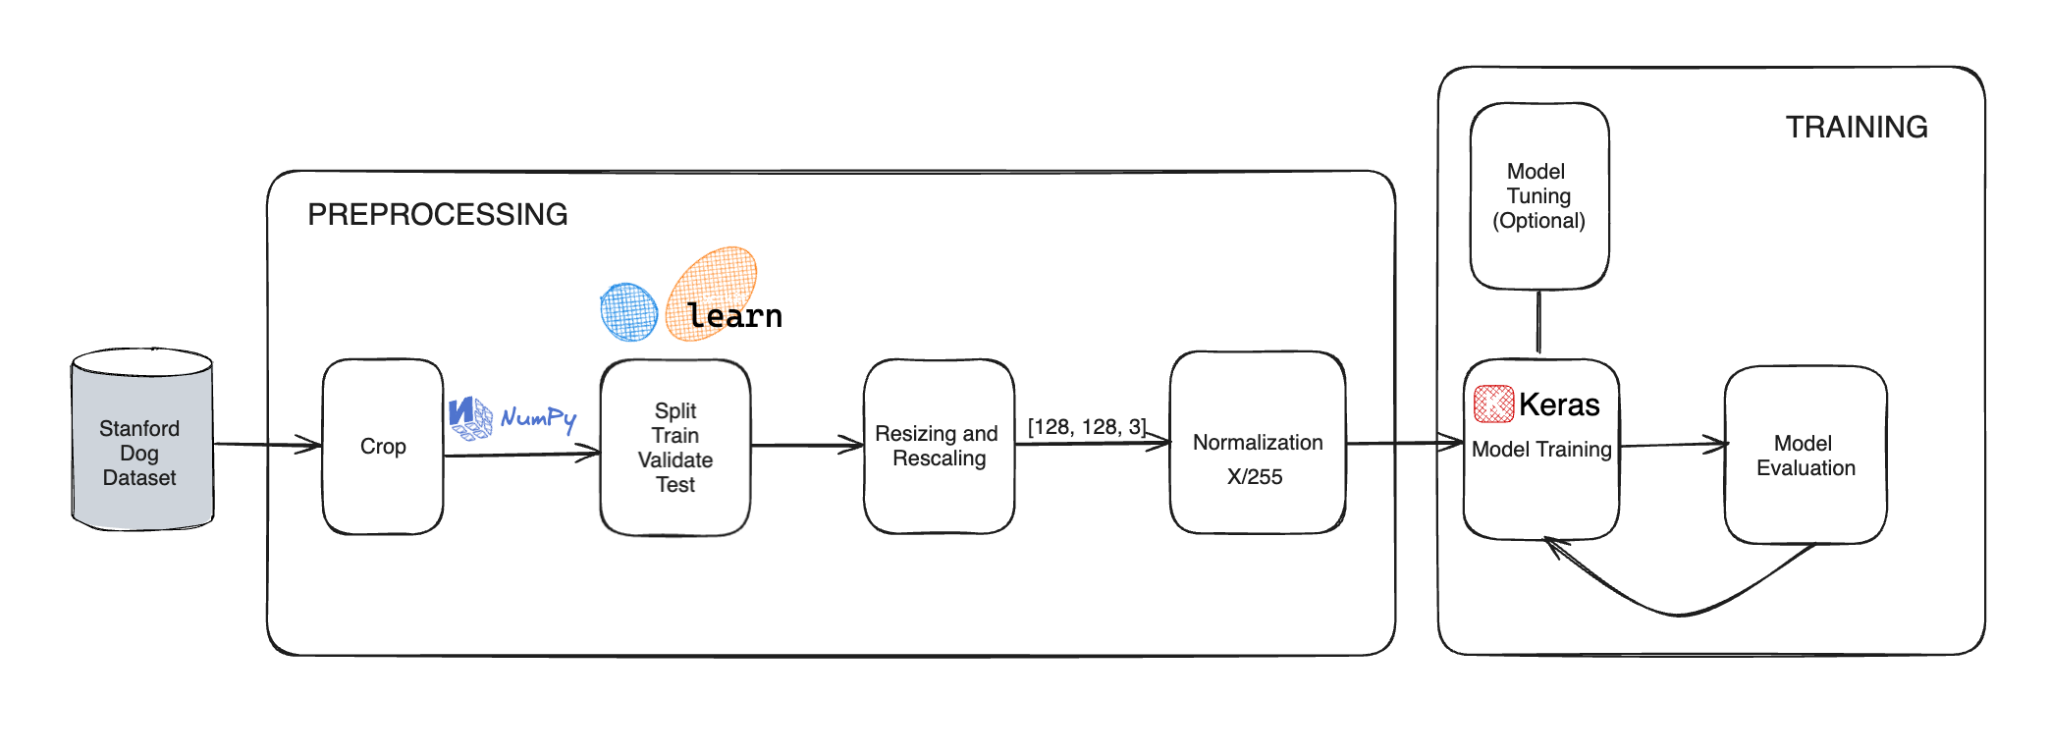 TRAINING
Model
Tuning
(Optional)
PREPROCESSING
learn
Stanford
Dog
Dataset
Crop
NumPy
Split
Train
Validate
Test
Resizing and
Rescaling
[128, 128, 3]
Normalization
X/255
K Keras
Model Training
Model
Evaluation